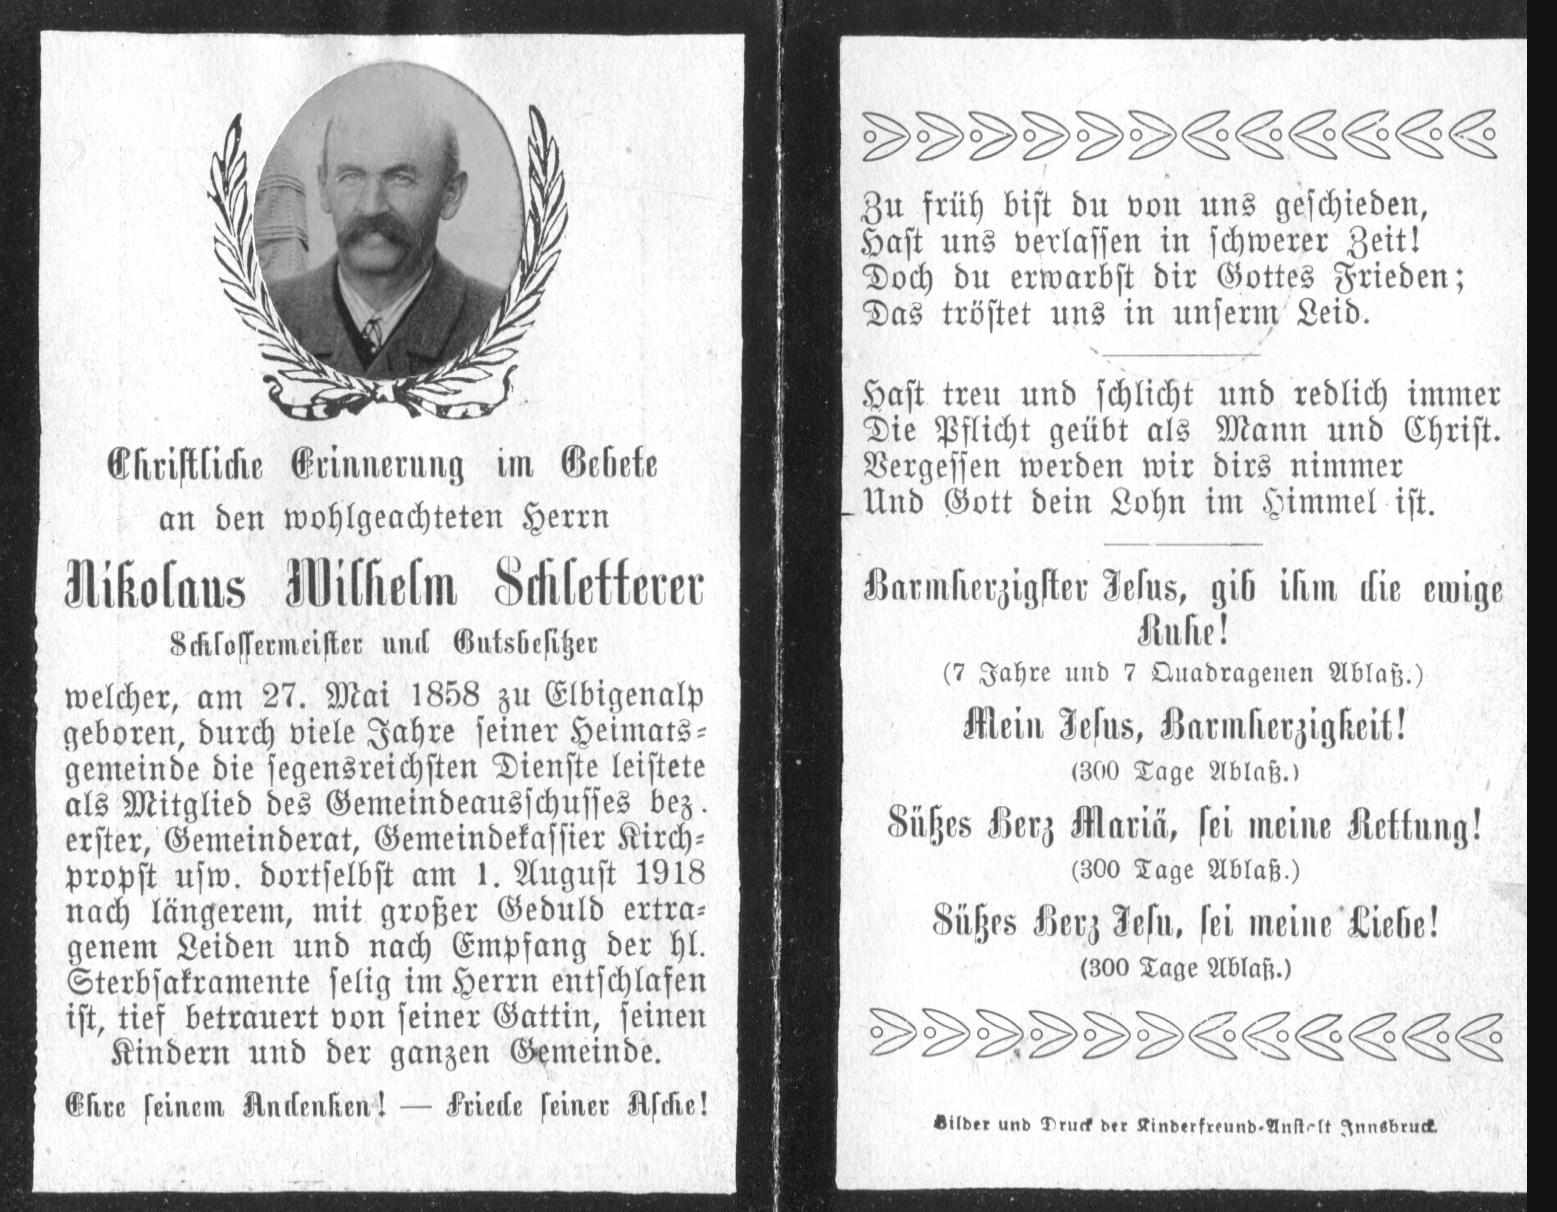 Christliche Erinnerung im Gebete
an den wohlgeachteten Herrn
Nikolaus Wilhelm Schletterer
Schlossermeister und Gutsbesitzer
welcher, am 27. Mai 1858 zu Elbigenalp
geboren, durch viele Jahre seiner Heimats-
gemeinde die segensreichsten Dienste leistete
als Mitglied des Gemeindeausschusses bez.
erster, Gemeinderat, Gemeindekassier Kirch-
propst usw. dortselbst am 1. August 1918
nach längerem, mit großer Geduld ertra-
genem Leiden und nach Empfang der hl.
Sterbsakramente selig im Herrn entschlafen
ist, tief betrauert von seiner Gattin, seinen
Kindern und der ganzen Gemeinde.
Ehre seinem Andenken! — Friede seiner Asche!
Zu früh bist du von uns geschieden,
Hast uns verlassen in schwerer Zeit!
Doch du erwarbst dir Gottes Frieden;
Das tröstet uns in unserm Leid.
Hast treu und schlicht und redlich immer
Die Pflicht geübt als Mann und Christ.
Vergessen werden wir dirs nimmer
Und Gott dein Lohn im Himmel ist.
Barmherzigster Jesus, gib ihm die ewige
Ruhe!
(7 Jahre und 7 Quadragenen Ablaß.)
Mein Jesus, Barmherzigkeit!
(300 Tage Ablaß.)
Süßes Herz Mariä, sei meine Rettung!
(300 Tage Ablaß.)
Süßes Herz Jesu, sei meine Liebe!
(300 Tage Ablaß.)
Bilder und Druck der Kinderfreund-Anstalt Innsbruck.